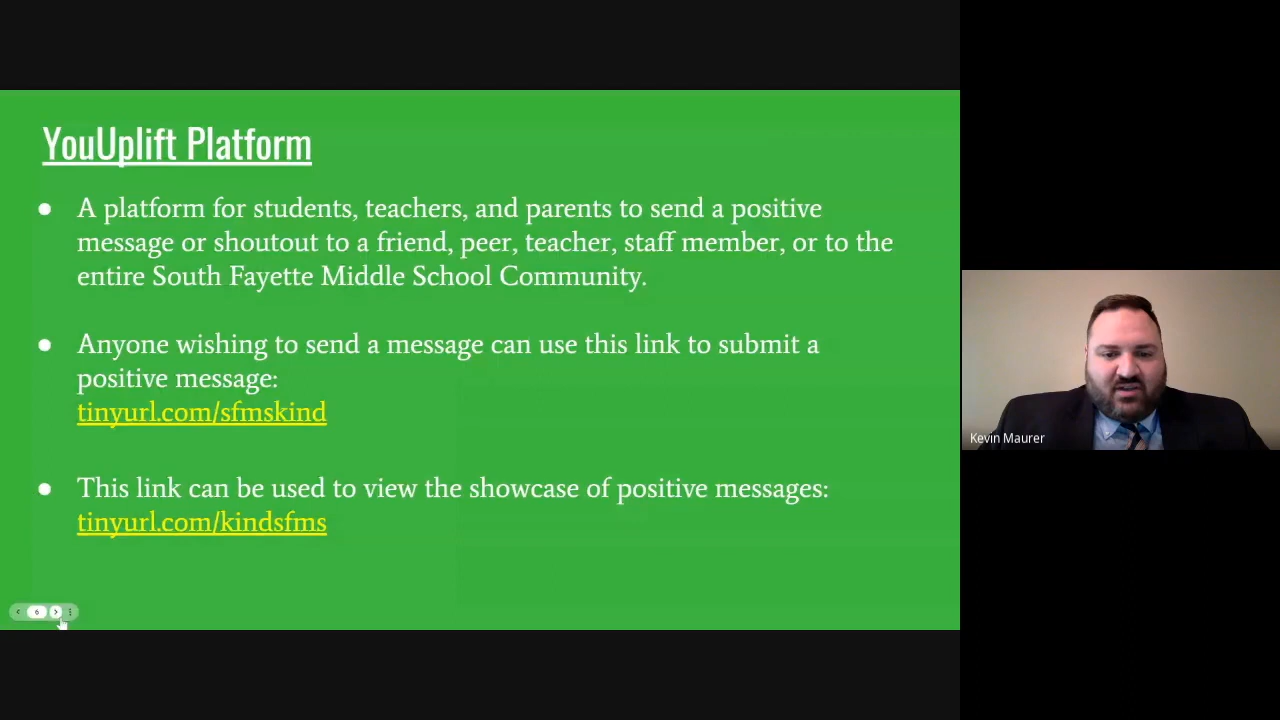 YouUplift Platform
● A platform for students, teachers, and parents to send a positive
message or shoutout to a friend, peer, teacher, staff member, or to the
entire South Fayette Middle School Community.
● Anyone wishing to send a message can use this link to submit a
positive message:
tinyurl.com/sfmskind
● This link can be used to view the showcase of positive messages:
tinyurl.com/kindsfms
6
Kevin Maurer